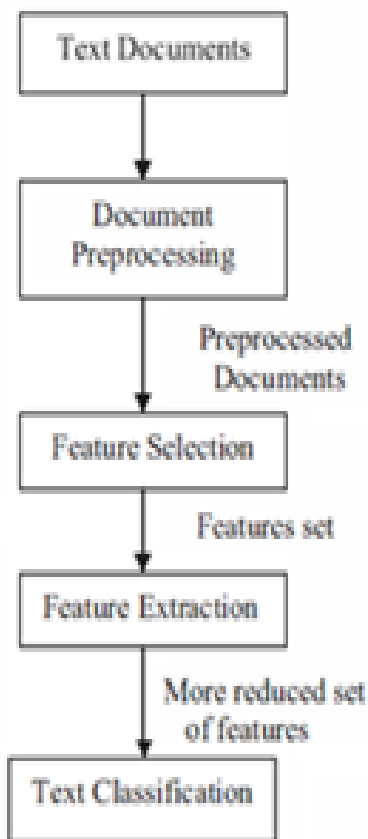 Text Documents
Document
Preprocessing
Preprocessed
Documents
Feature Selection
Features set
Feature Extraction
More reduced set
of features
Text Classification